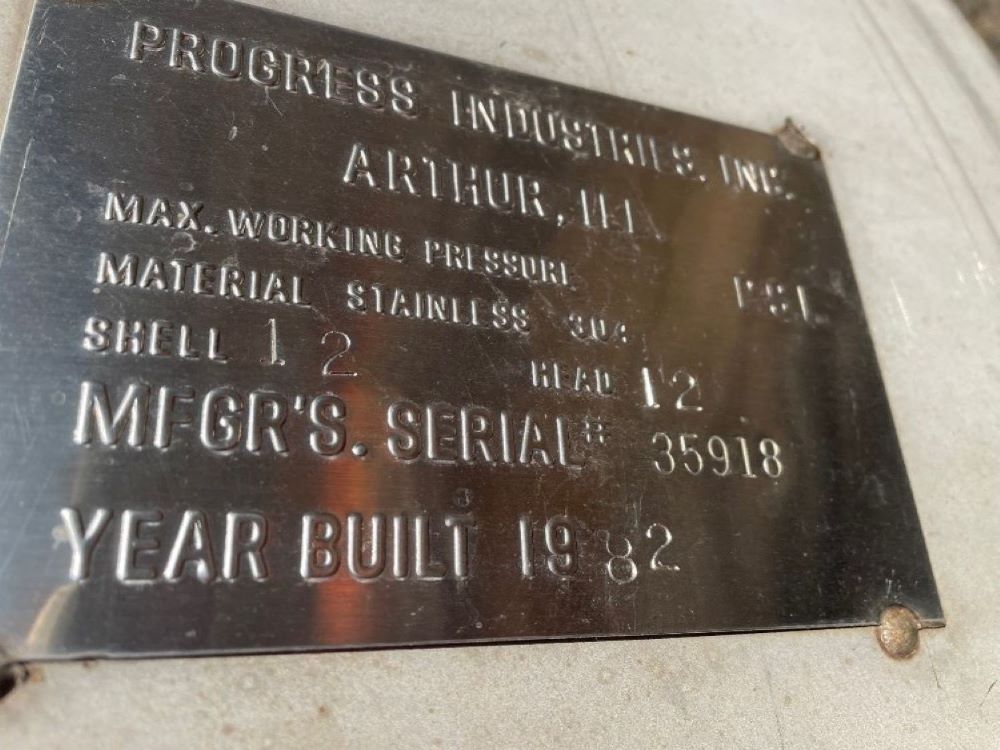 PROGRESS INDUSTRIES, INC.
ARTHUR, ILL
MAX. WORKING PRESSURE PSI.
MATERIAL STAINLESS 304
SHELL 12 HEAD 12
MFGR'S. SERIAL# 35918
YEAR BUILT 1982